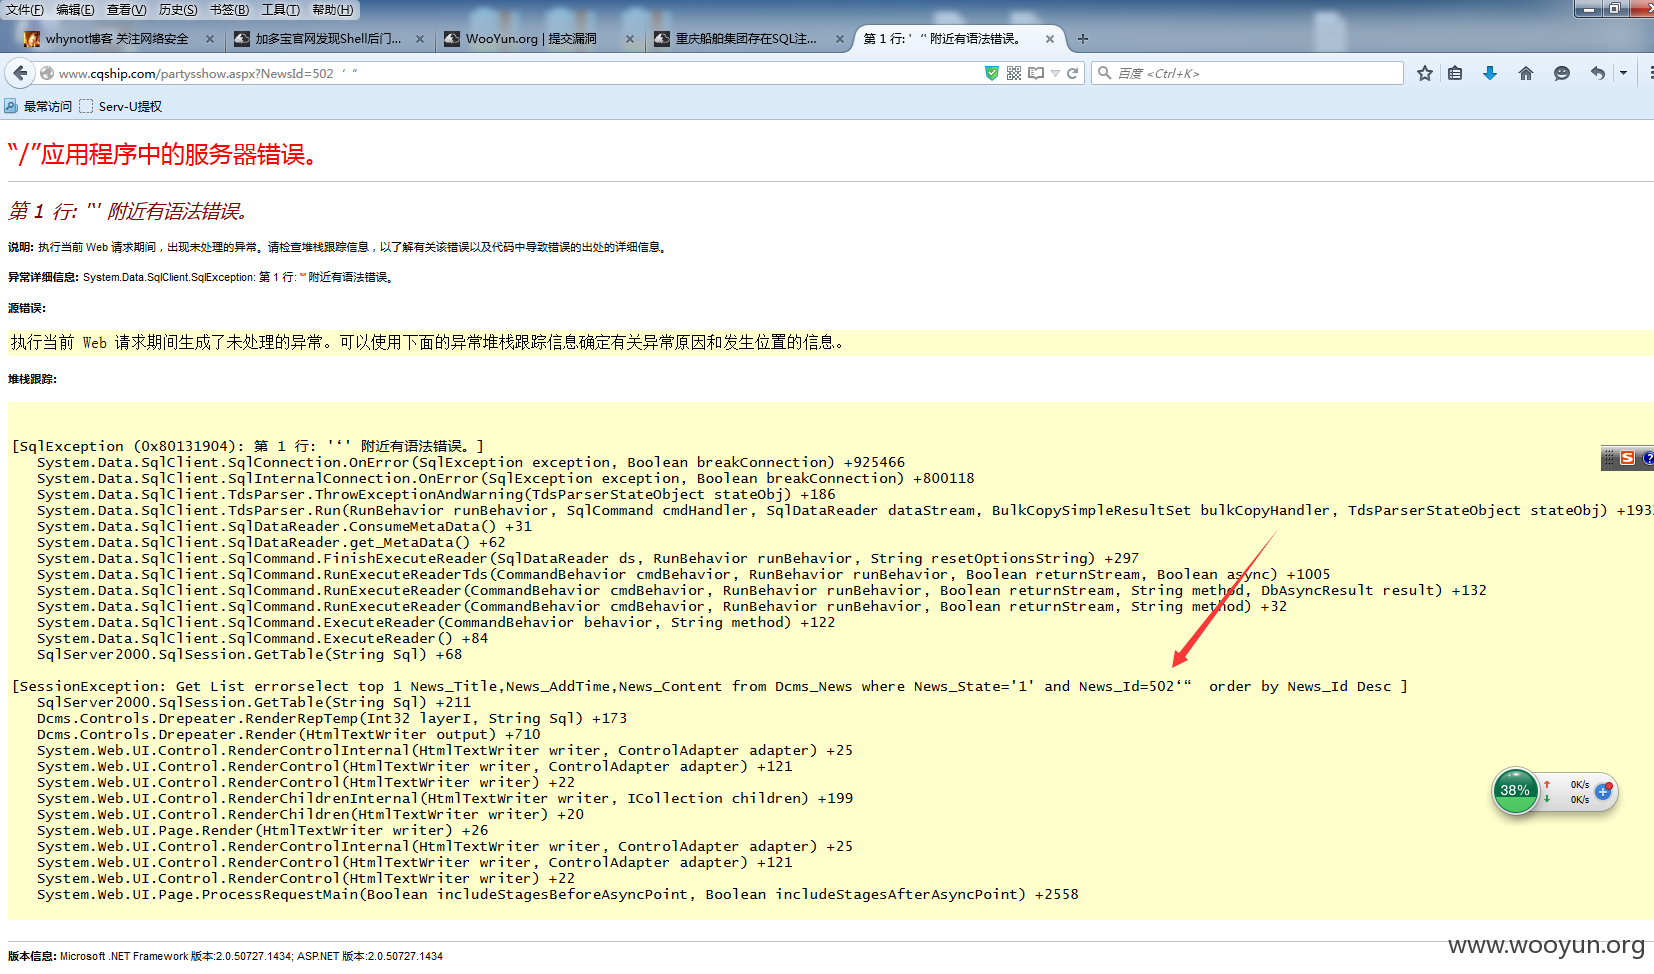 文件(F) 编辑(E) 查看(V) 历史(S) 书签(B) 工具(T) 帮助(H)
whynot博客 关注网络安全 × 加多宝官网发现Shell后门... × WooYun.org | 提交漏洞 × 重庆船舶集团存在SQL注... × 第 1 行: ' “' 附近有语法错误。 × +
www.cqship.com/partysshow.aspx?NewsId=502 ‘ “ 百度 <Ctrl+K>
最常访问 Serv-U提权
“/”应用程序中的服务器错误。
第 1 行: '‘' 附近有语法错误。
说明: 执行当前 Web 请求期间，出现未处理的异常。请检查堆栈跟踪信息，以了解有关该错误以及代码中导致错误的出处的详细信息。
异常详细信息: System.Data.SqlClient.SqlException: 第 1 行: '‘' 附近有语法错误。
源错误:
执行当前 Web 请求期间生成了未处理的异常。可以使用下面的异常堆栈跟踪信息确定有关异常原因和发生位置的信息。
堆栈跟踪:
[SqlException (0x80131904): 第 1 行: '‘' 附近有语法错误。]
System.Data.SqlClient.SqlConnection.OnError(SqlException exception, Boolean breakConnection) +925466
System.Data.SqlClient.SqlInternalConnection.OnError(SqlException exception, Boolean breakConnection) +800118
System.Data.SqlClient.TdsParser.ThrowExceptionAndWarning(TdsParserStateObject stateObj) +186
System.Data.SqlClient.TdsParser.Run(RunBehavior runBehavior, SqlCommand cmdHandler, SqlDataReader dataStream, BulkCopySimpleResultSet bulkCopyHandler, TdsParserStateObject stateObj) +193
System.Data.SqlClient.SqlDataReader.ConsumeMetaData() +31
System.Data.SqlClient.SqlDataReader.get_MetaData() +62
System.Data.SqlClient.SqlCommand.FinishExecuteReader(SqlDataReader ds, RunBehavior runBehavior, String resetOptionsString) +297
System.Data.SqlClient.SqlCommand.RunExecuteReaderTds(CommandBehavior cmdBehavior, RunBehavior runBehavior, Boolean returnStream, Boolean async) +1005
System.Data.SqlClient.SqlCommand.RunExecuteReader(CommandBehavior cmdBehavior, RunBehavior runBehavior, Boolean returnStream, String method, DbAsyncResult result) +132
System.Data.SqlClient.SqlCommand.RunExecuteReader(CommandBehavior cmdBehavior, RunBehavior runBehavior, Boolean returnStream, String method) +32
System.Data.SqlClient.SqlCommand.ExecuteReader(CommandBehavior behavior, String method) +122
System.Data.SqlClient.SqlCommand.ExecuteReader() +84
SqlServer2000.SqlSession.GetTable(String Sql) +68
[SessionException: Get List errorselect top 1 News_Title,News_AddTime,News_Content from Dcms_News where News_State='1' and News_Id=502‘“ order by News_Id Desc ]
SqlServer2000.SqlSession.GetTable(String Sql) +211
Dcms.Controls.Drepeater.RenderRepTemp(Int32 layerI, String Sql) +173
Dcms.Controls.Drepeater.Render(HtmlTextWriter output) +710
System.Web.UI.Control.RenderControlInternal(HtmlTextWriter writer, ControlAdapter adapter) +25
System.Web.UI.Control.RenderControl(HtmlTextWriter writer, ControlAdapter adapter) +121
System.Web.UI.Control.RenderControl(HtmlTextWriter writer) +22
System.Web.UI.Control.RenderChildrenInternal(HtmlTextWriter writer, ICollection children) +199
System.Web.UI.Control.RenderChildren(HtmlTextWriter writer) +20
System.Web.UI.Page.Render(HtmlTextWriter writer) +26
System.Web.UI.Control.RenderControlInternal(HtmlTextWriter writer, ControlAdapter adapter) +25
System.Web.UI.Control.RenderControl(HtmlTextWriter writer, ControlAdapter adapter) +121
System.Web.UI.Control.RenderControl(HtmlTextWriter writer) +22
System.Web.UI.Page.ProcessRequestMain(Boolean includeStagesBeforeAsyncPoint, Boolean includeStagesAfterAsyncPoint) +2558
38% 0K/s
0K/s
版本信息: Microsoft .NET Framework 版本:2.0.50727.1434; ASP.NET 版本:2.0.50727.1434
www.wooyun.org